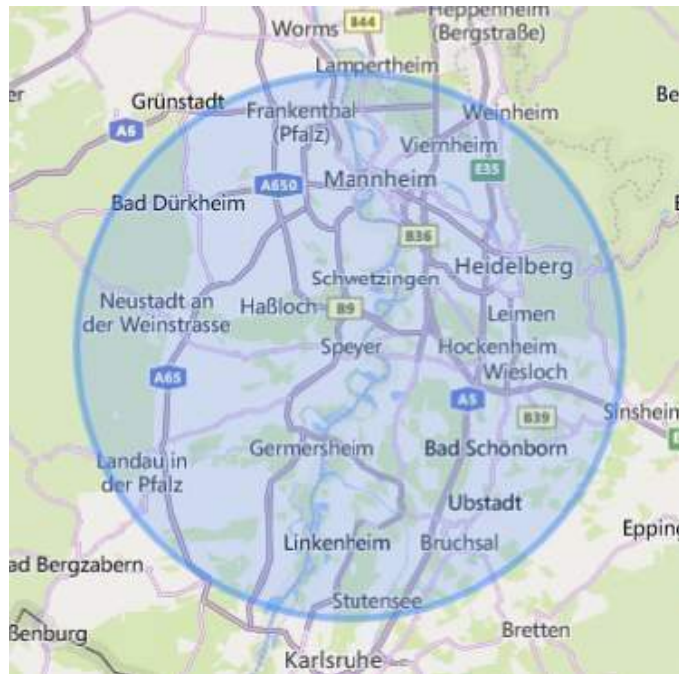 B44
Heppenheim
(Bergstraße)
Worms
Lampertheim
Grünstadt
Frankenthal
(Pfalz)
Weinheim
A6
Viernheim
E35
A650
Mannheim
Bad Dürkheim
B36
Heidelberg
Schwetzingen
Neustadt an
der Weinstrasse
Haßloch
B9
Leimen
Speyer
Hockenheim
Wiesloch
A65
A5
B39
Sinsheim
Germersheim
Bad Schönborn
Landau in
der Pfalz
Ubstadt
Epping
Linkenheim
Bruchsal
ad Bergzabern
Stutensee
ßenburg
Bretten
Karlsruhe